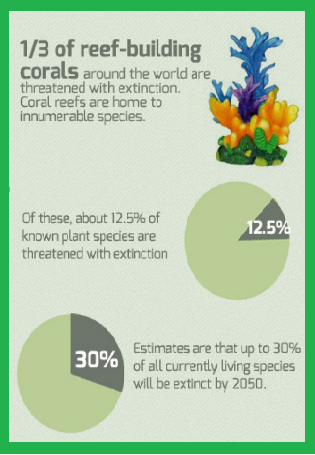 1/3 of reef-building
corals around the world are
threatened with extinction.
Coral reefs are home to
innumerable species.
Of these, about 12.5% of
known plant species are
threatened with extinction
12.5%
30%
Estimates are that up to 30%
of all currently living species
will be extinct by 2050.